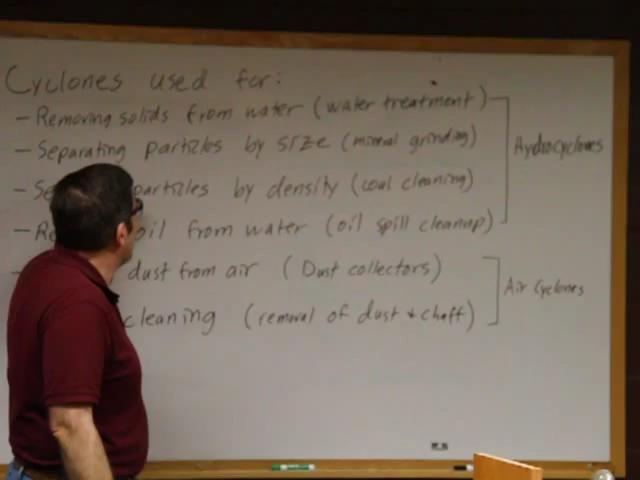 Cyclones used for:
- Removing solids from water (water treatment)
- Separating particles by size (mineral grinding)
Hydrocyclones
particles by density (coal cleaning)
oil from water (oil spill cleanup)
dust from air (Dust collectors)
Air Cyclones
cleaning (removal of dust & chaff)